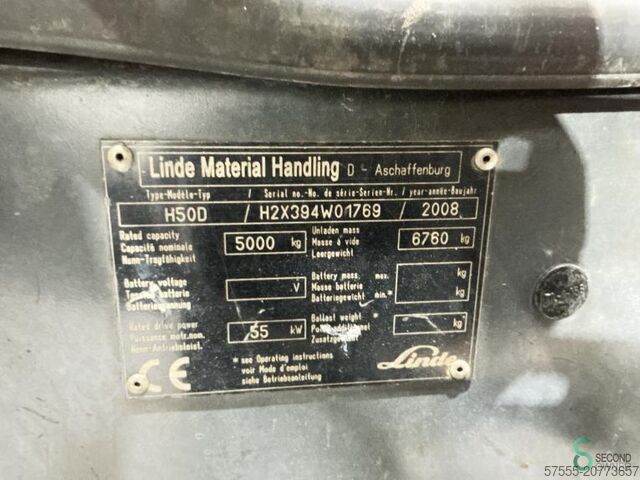 Linde Material Handling D - Aschaffenburg
Type-Modèle-Typ / Serial no.-No. de série-Serien-Nr. / year-année-Baujahr
H50D / H2X394W01769 / 2008
Rated capacity
Capacité nominale
Nenn-Tragfähigkeit
5000 kg
Unladen mass
Masse à vide
Leergewicht
6760 kg
Battery voltage
Tension batterie
Batteriespannung
V
Battery mass. max.
Masse batterie
Batteriegewicht min.*
kg
kg
Rated drive power
Puissance motr.nom.
Nenn-Antriebsleist.
55 kW
Ballast weight *
Zusatzgewicht
kg
* see Operating instructions
voir Mode d'emploi
siehe Betriebsanleitung
CE
Linde
SECOND
57555-20773657